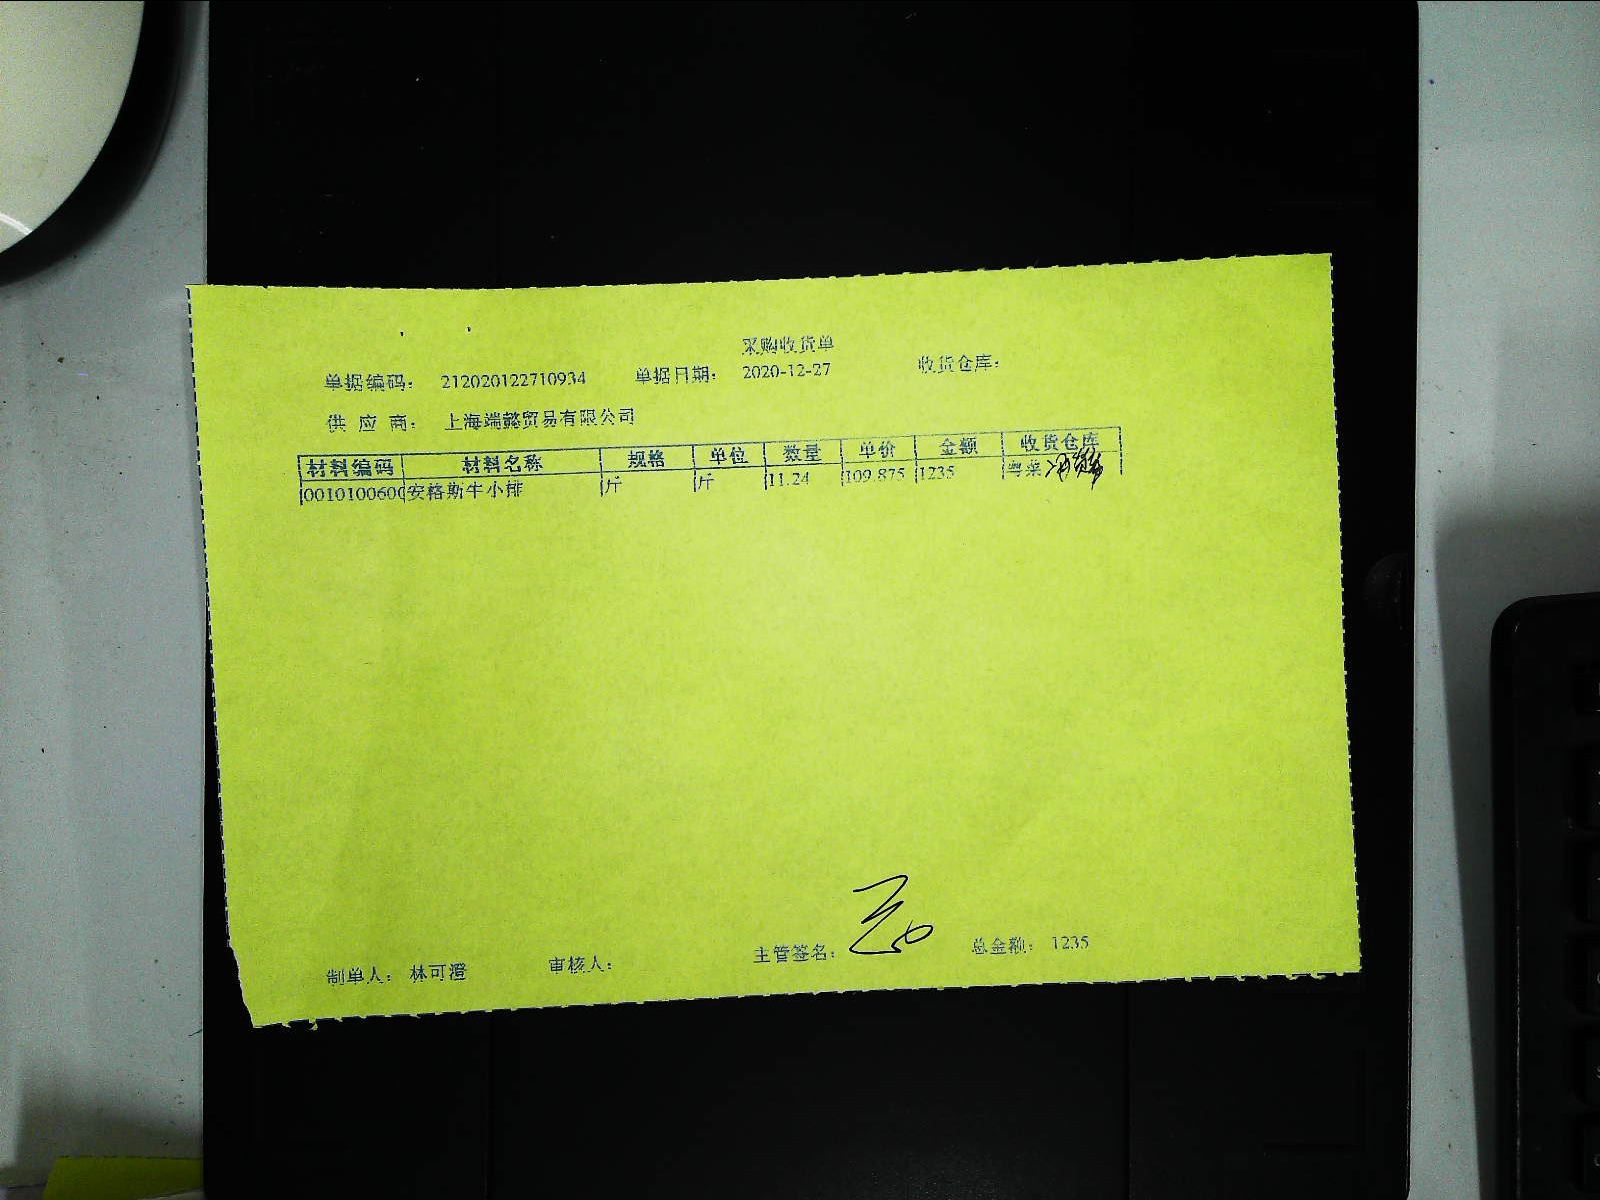 采购收货单
单据编码： 212020122710934 单据日期： 2020-12-27 收货仓库：
供 应 商： 上海端懿贸易有限公司
材料编码 材料名称 规格 单位 数量 单价 金额 收货仓库
0010100600 安格斯牛小排 斤 斤 11.24 109.875 1235 粤菜
制单人： 林可澄 审核人： 主管签名： 总金额： 1235